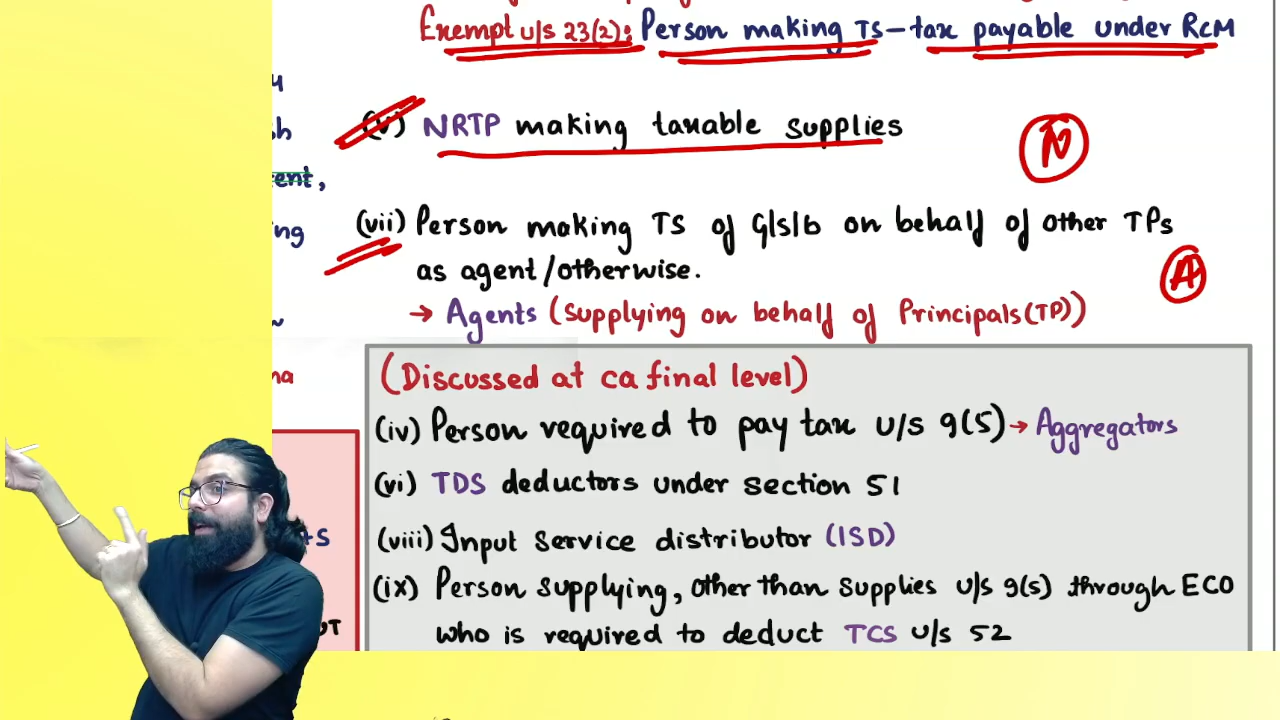 Exempt u/s 23(2): Person making TS-tax payable under RCM
(v) NRTP making taxable supplies
N
(vii) Person making TS of G/S/b on behalf of other TPs
as agent/otherwise.
A
→ Agents (supplying on behalf of Principals(TP))
(Discussed at ca final level)
(iv) Person required to pay tax u/s 9(5) → Aggregators
(vi) TDS deductors under section 51
(viii) Input service distributor (ISD)
(ix) Person supplying, other than supplies u/s 9(5) through ECO
who is required to deduct TCS u/s 52